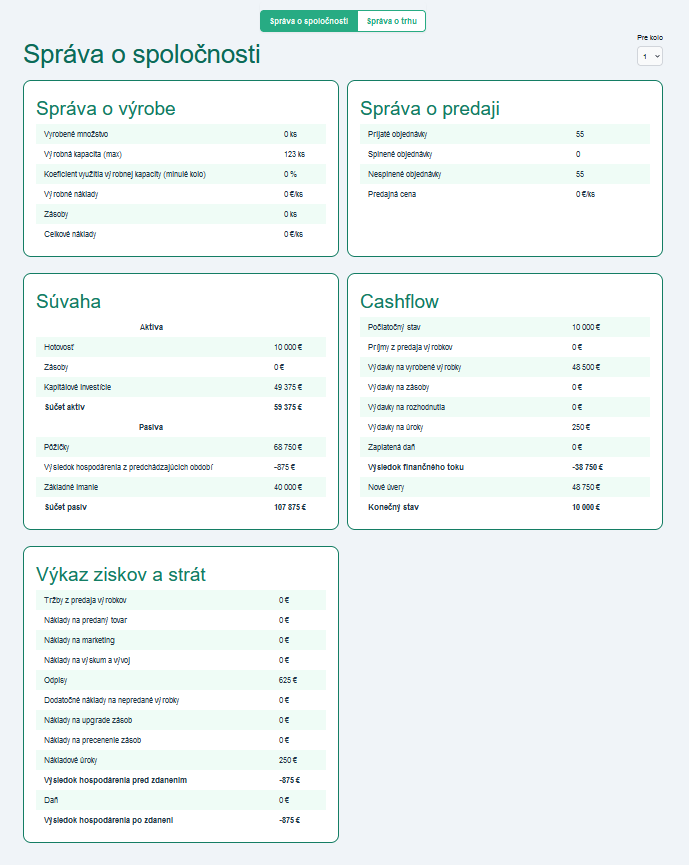 Správa o spoločnosti Správa o trhu
Pre kolo
Správa o spoločnosti
1
Správa o výrobe
Vyrobené množstvo 0 ks
Výrobná kapacita (max) 123 ks
Koeficient využitia výrobnej kapacity (minulé kolo) 0 %
Výrobné náklady 0 €/ks
Zásoby 0 ks
Celkové náklady 0 €/ks
Správa o predaji
Prijaté objednávky 55
Splnené objednávky 0
Nesplnené objednávky 55
Predajná cena 0 €/ks
Súvaha
Aktíva
Hotovosť 10 000 €
Zásoby 0 €
Kapitálové investície 49 375 €
Súčet aktív 59 375 €
Pasíva
Pôžičky 68 750 €
Výsledok hospodárenia z predchádzajúcich období -875 €
Základné imanie 40 000 €
Súčet pasív 107 875 €
Cashflow
Počiatočný stav 10 000 €
Príjmy z predaja výrobkov 0 €
Výdavky na vyrobené výrobky 48 500 €
Výdavky na zásoby 0 €
Výdavky na rozhodnutia 0 €
Výdavky na úroky 250 €
Zaplatená daň 0 €
Výsledok finančného toku -38 750 €
Nové úvery 48 750 €
Konečný stav 10 000 €
Výkaz ziskov a strát
Tržby z predaja výrobkov 0 €
Náklady na predaný tovar 0 €
Náklady na marketing 0 €
Náklady na výskum a vývoj 0 €
Odpisy 625 €
Dodatočné náklady na nepredané výrobky 0 €
Náklady na upgrade zásob 0 €
Náklady na precenenie zásob 0 €
Nákladové úroky 250 €
Výsledok hospodárenia pred zdanením -875 €
Daň 0 €
Výsledok hospodárenia po zdanení -875 €